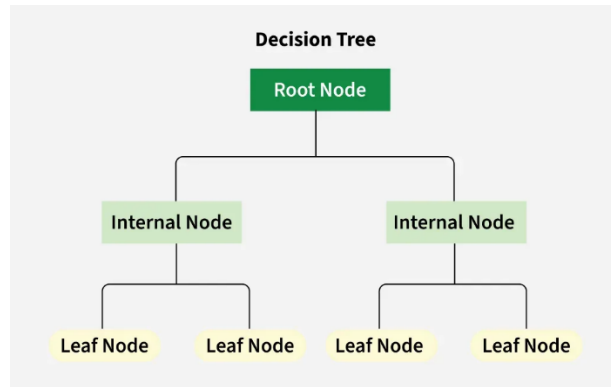 Decision Tree
Root Node
Internal Node Internal Node
Leaf Node Leaf Node Leaf Node Leaf Node